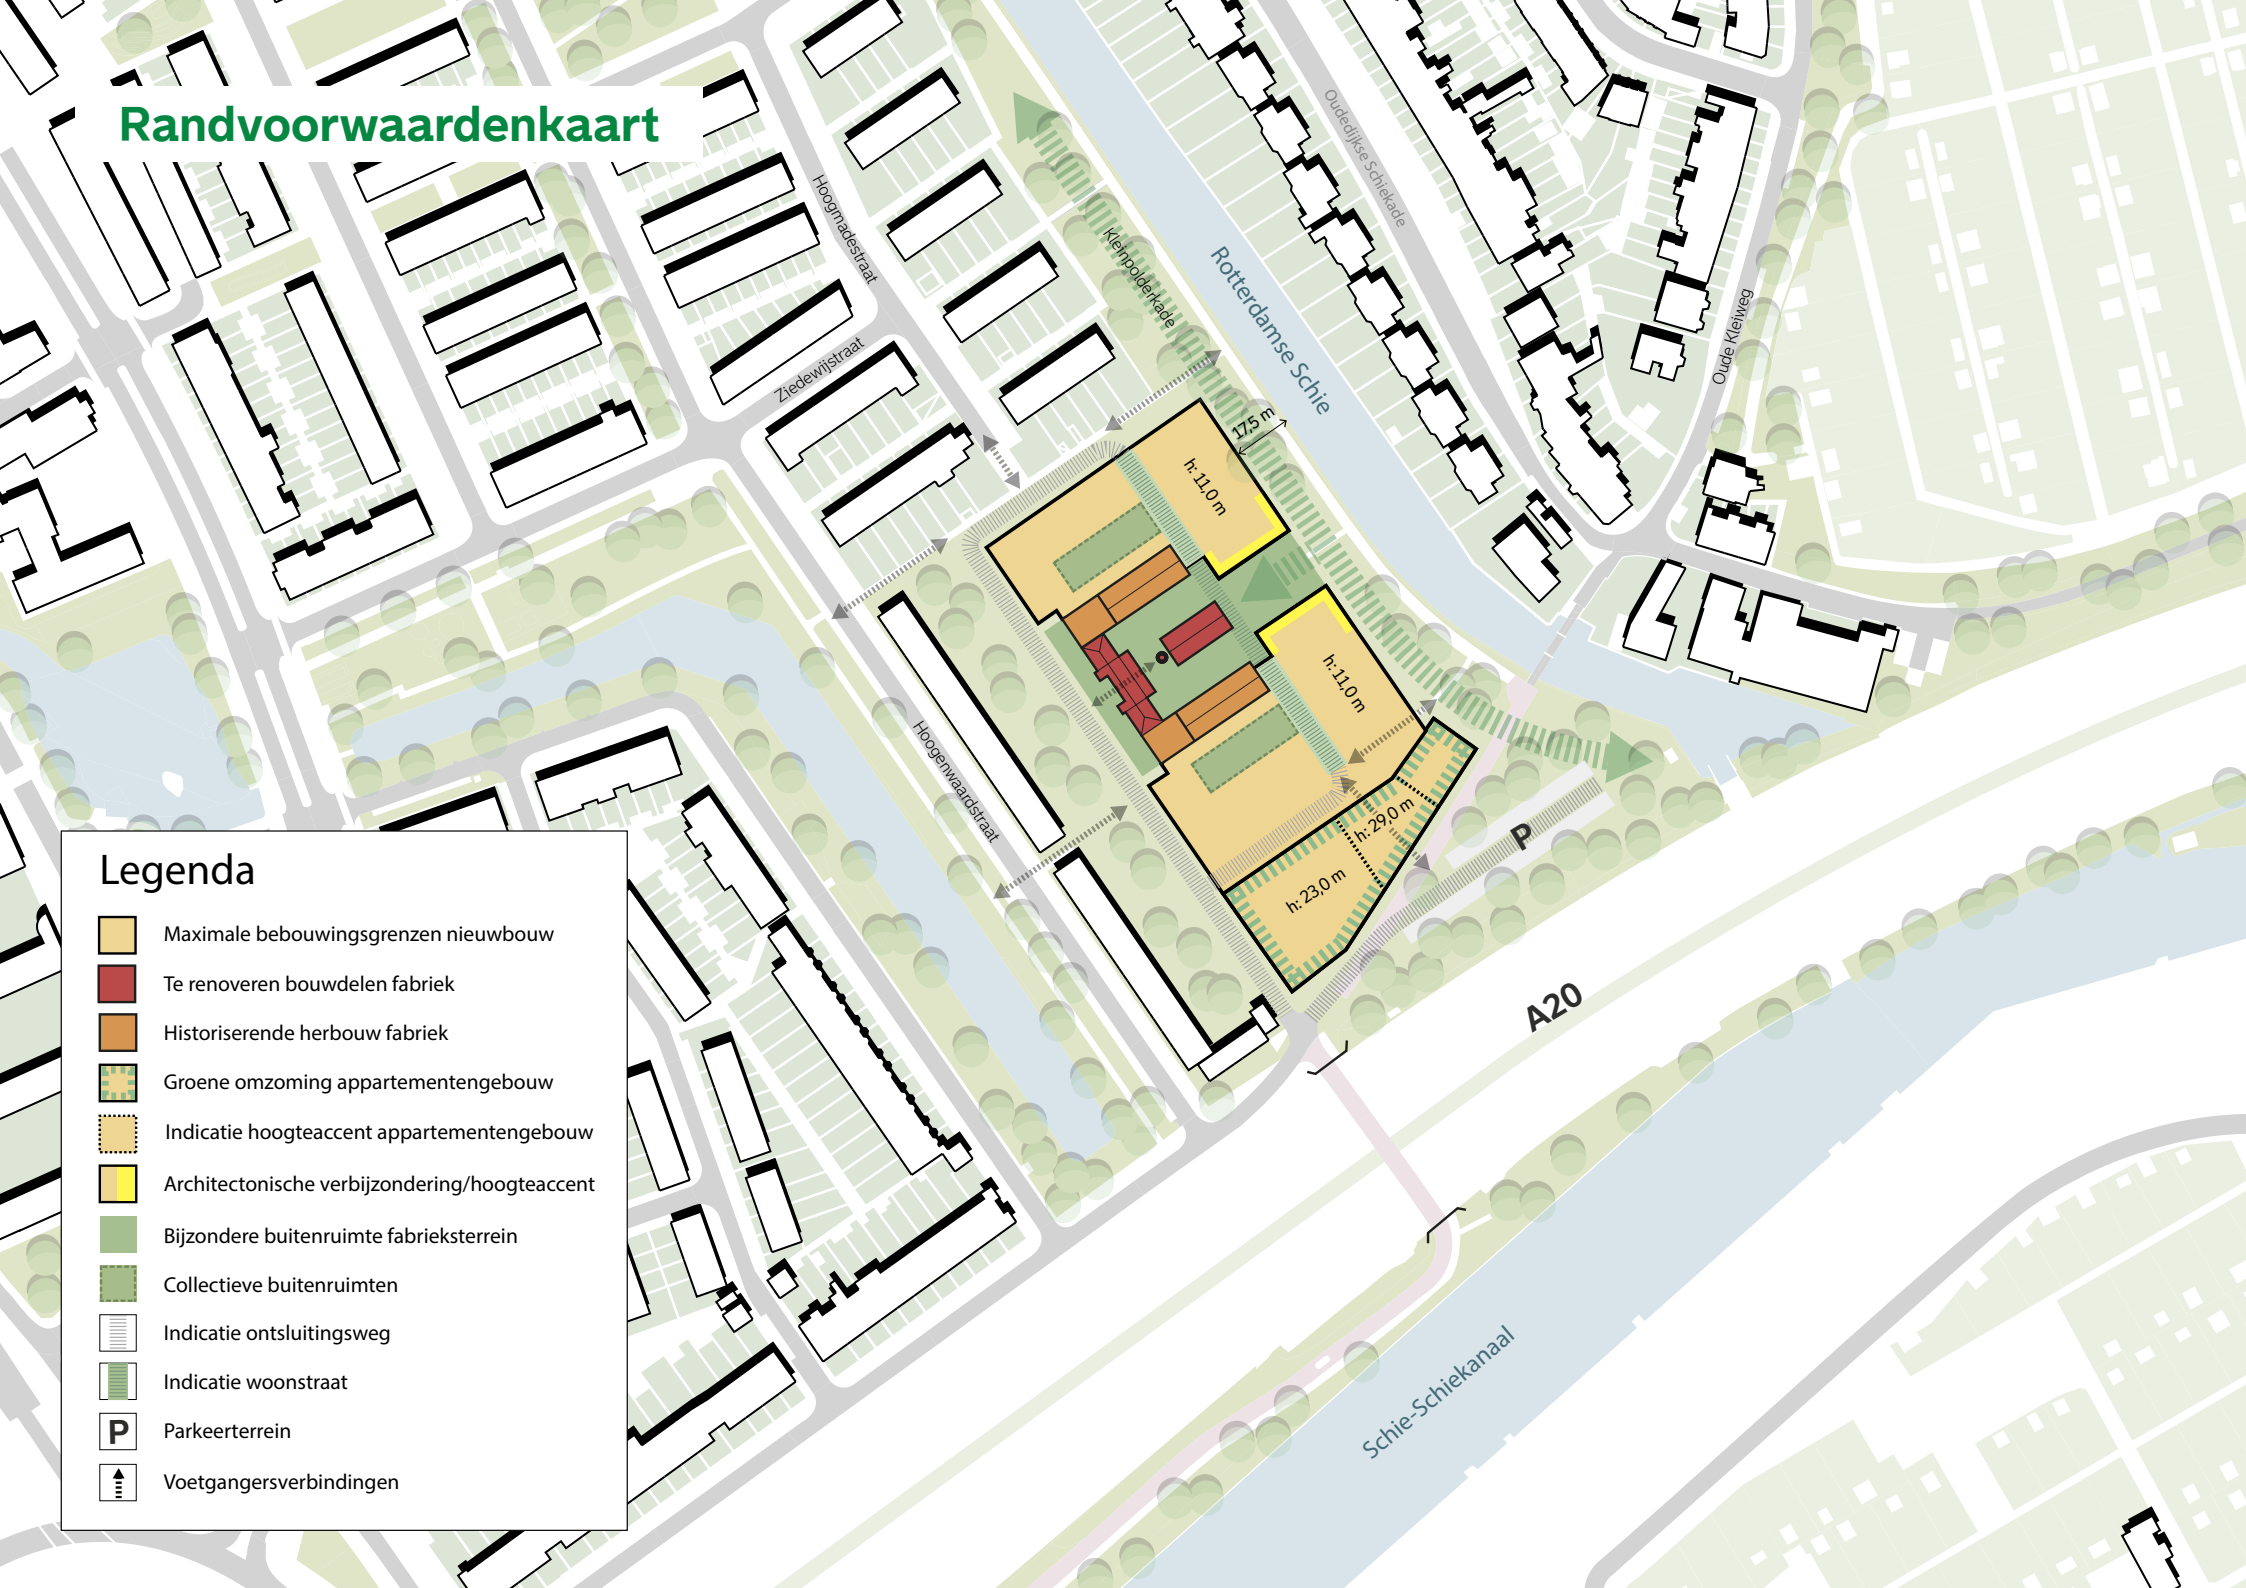 Randvoorwaardenkaart
Hoogmadestraat
Kleinpolderkade
Oudedijkse Schiekade
Rotterdamse Schie
Oude Kleiweg
Ziedewijstraat
17,5 m
h: 11,0 m
h: 11,0 m
Hoogenwaardstraat
h: 29,0 m
h: 23,0 m
P
A20
Schie-Schiekanaal
Legenda
Maximale bebouwingsgrenzen nieuwbouw
Te renoveren bouwdelen fabriek
Historiserende herbouw fabriek
Groene omzoming appartementengebouw
Indicatie hoogteaccent appartementengebouw
Architectonische verbijzondering/hoogteaccent
Bijzondere buitenruimte fabrieksterrein
Collectieve buitenruimten
Indicatie ontsluitingsweg
Indicatie woonstraat
P Parkeerterrein
Voetgangersverbindingen